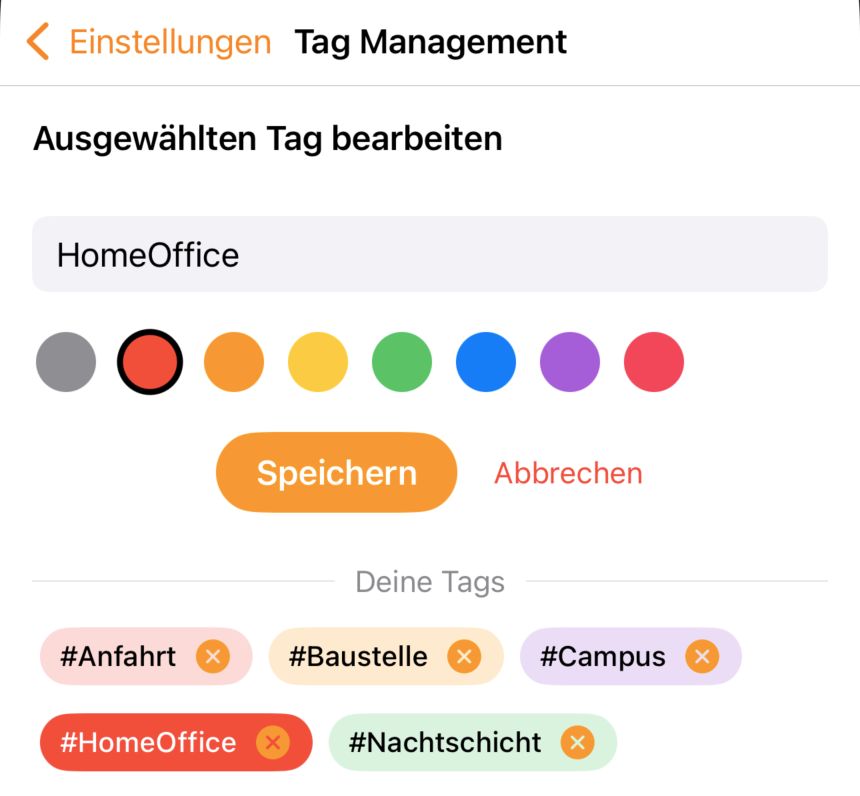 Einstellungen Tag Management
Ausgewählten Tag bearbeiten
HomeOffice
Speichern Abbrechen
Deine Tags
#Anfahrt #Baustelle #Campus
#HomeOffice #Nachtschicht